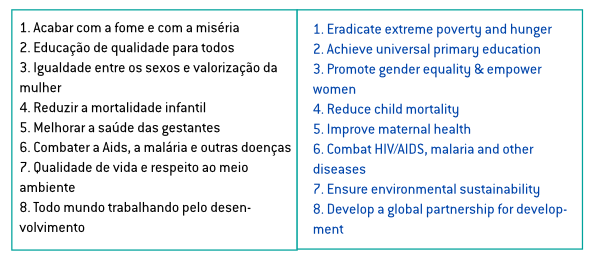 1. Acabar com a fome e com a miséria
2. Educação de qualidade para todos
3. Igualdade entre os sexos e valorização da
mulher
4. Reduzir a mortalidade infantil
5. Melhorar a saúde das gestantes
6. Combater a Aids, a malária e outras doenças
7. Qualidade de vida e respeito ao meio
ambiente
8. Todo mundo trabalhando pelo desen-
volvimento
1. Eradicate extreme poverty and hunger
2. Achieve universal primary education
3. Promote gender equality & empower
women
4. Reduce child mortality
5. Improve maternal health
6. Combat HIV/AIDS, malaria and other
diseases
7. Ensure environmental sustainability
8. Develop a global partnership for develop-
ment